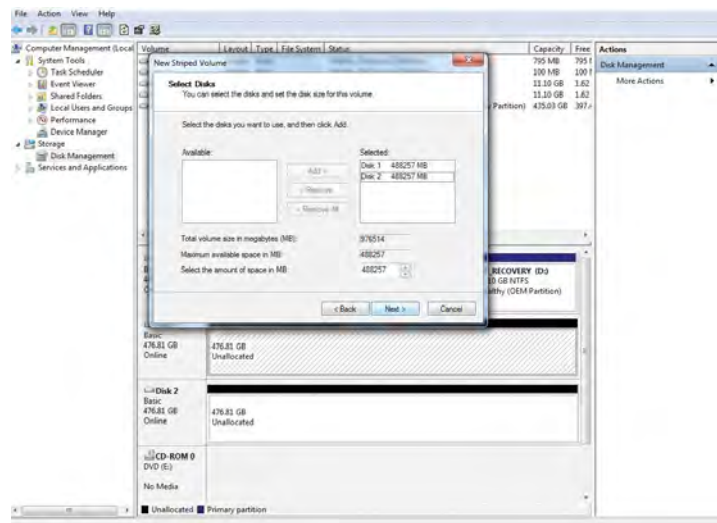 File Action View Help
Computer Management (Local
System Tools
Task Scheduler
Event Viewer
Shared Folders
Local Users and Groups
Performance
Device Manager
Storage
Disk Management
Services and Applications
Volume Layout Type File System Status Capacity Free
795 MB 795
100 MB 100
11.10 GB 1.62
11.10 GB 1.62
Partition) 435.03 GB 397
Actions
Disk Management
More Actions
New Striped Volume
Select Disks
You can select the disks and set the disk size for this volume.
Select the disks you want to use, and then click Add.
Available:
Selected:
Add >
< Remove
< Remove All
Disk 1 488257 MB
Disk 2 488257 MB
Total volume size in megabytes (MB): 976514
Maximum available space in MB: 488257
Select the amount of space in MB: 488257
< Back Next > Cancel
_RECOVERY (D:)
GB NTFS
(OEM Partition)
Basic
476.81 GB
Online
476.81 GB
Unallocated
Disk 2
Basic
476.81 GB
Online
476.81 GB
Unallocated
CD-ROM 0
DVD (E:)
No Media
Unallocated Primary partition